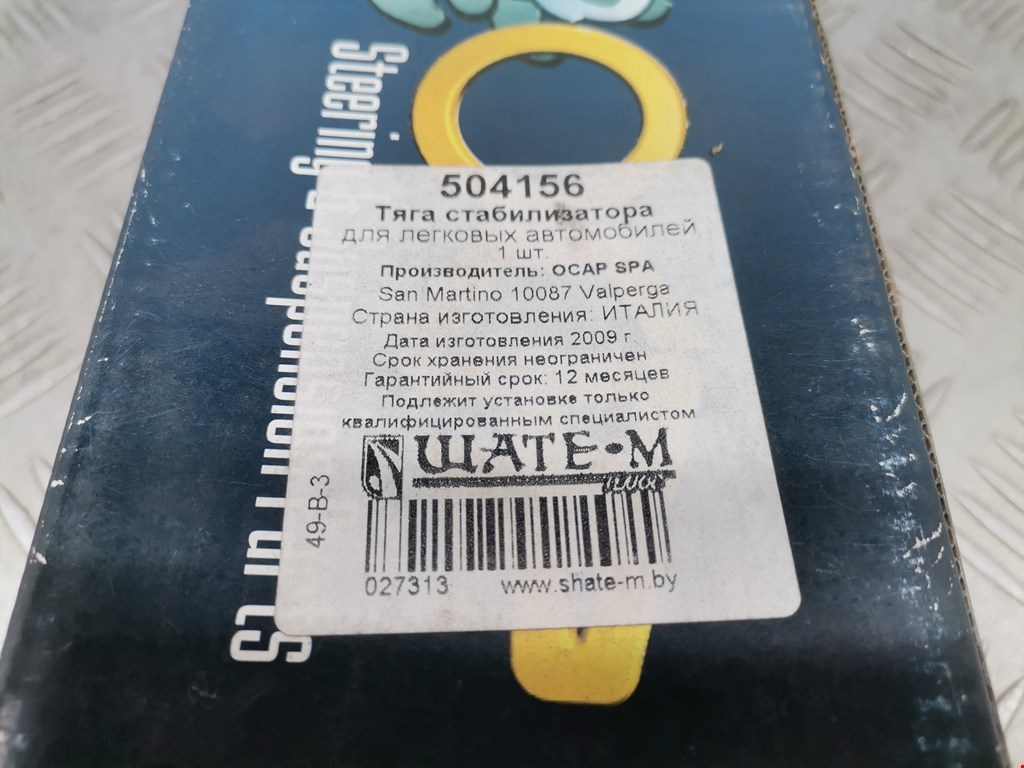 504156
Тяга стабилизатора
для легковых автомобилей
1 шт.
Производитель: OCAP SPA
San Martino 10087 Valperga
Страна изготовления: ИТАЛИЯ
Дата изготовления 2009 г.
Срок хранения неограничен
Гарантийный срок: 12 месяцев
Подлежит установке только
квалифицированным специалистом
ШАТЕ-М
плюс
49-B-3
027313
www.shate-m.by
Steering